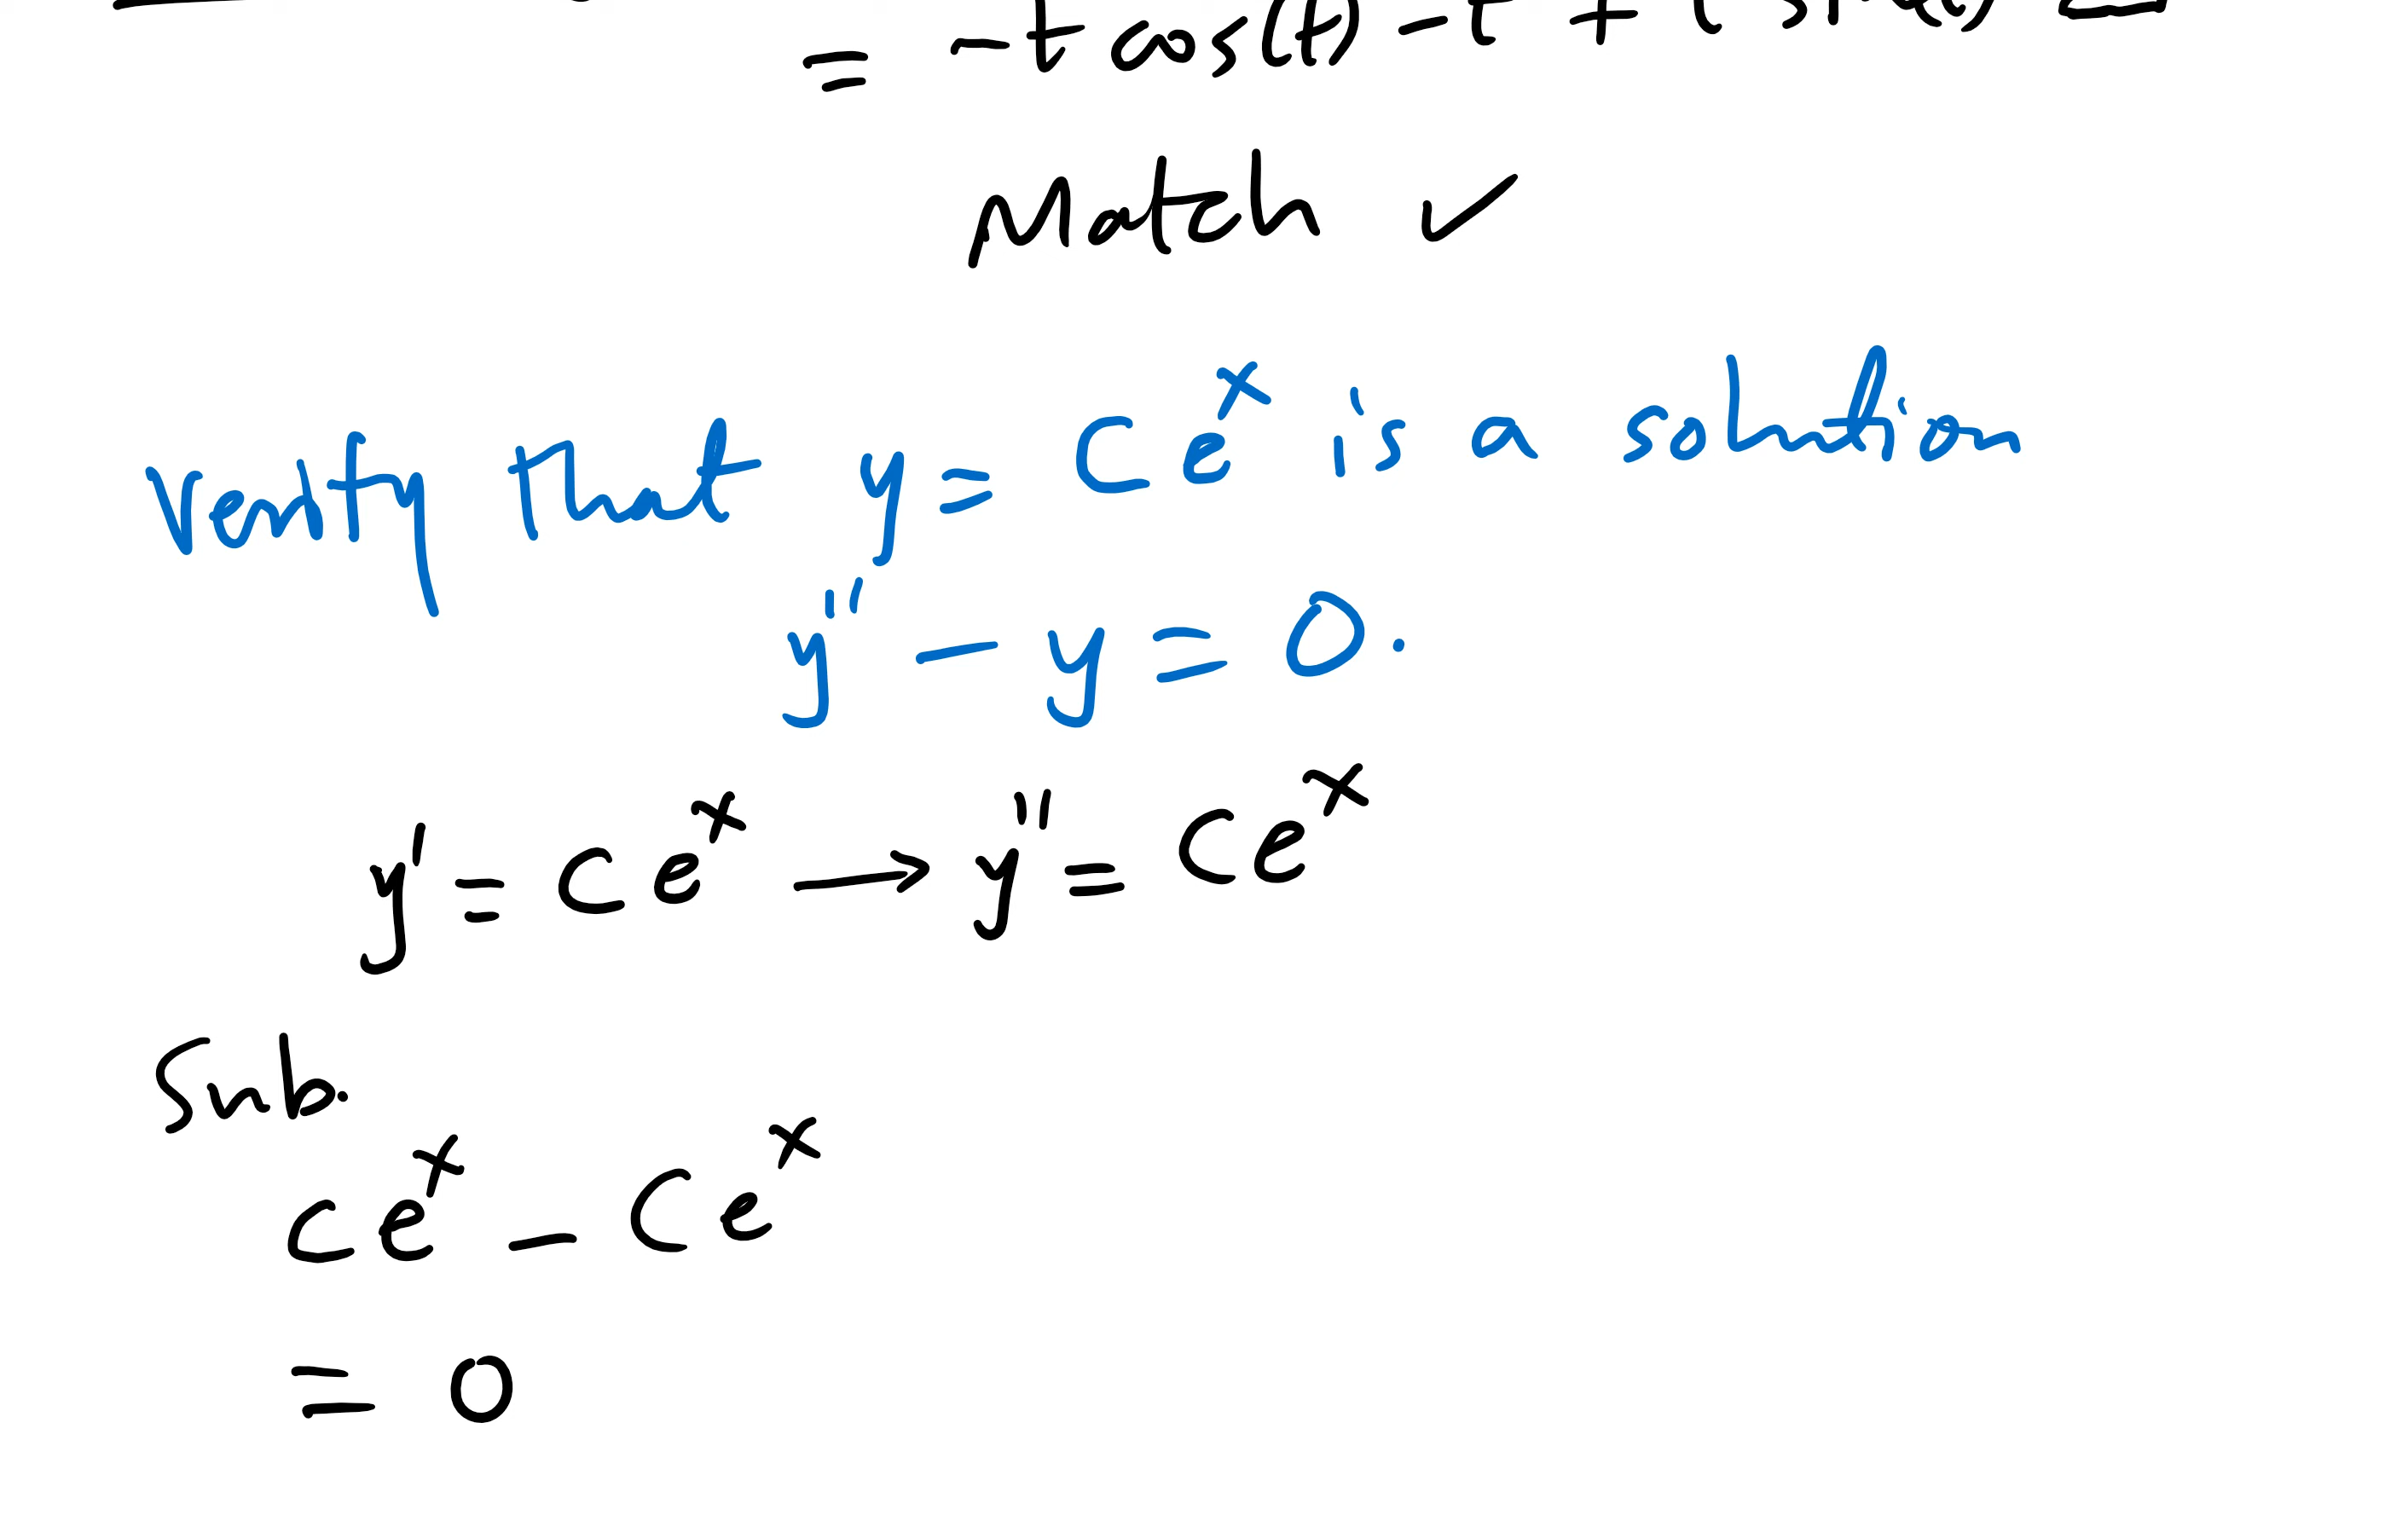 = -t cos(t) - t +
Match ✓
Verify that y = Ce^x is a solution
y'' - y = 0.
y' = Ce^x → y'' = Ce^x
Sub.
Ce^x - Ce^x
= 0